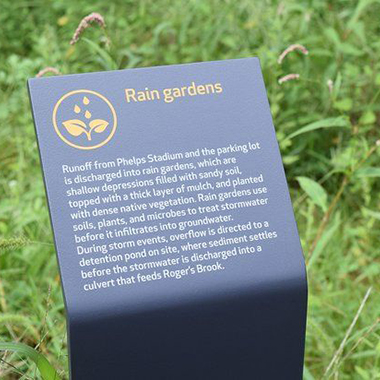 Rain gardens
Runoff from Phelps Stadium and the parking lot
is discharged into rain gardens, which are
shallow depressions filled with sandy soil,
topped with a thick layer of mulch, and planted
with dense native vegetation. Rain gardens use
soils, plants, and microbes to treat stormwater
before it infiltrates into groundwater.
During storm events, overflow is directed to a
detention pond on site, where sediment settles
before the stormwater is discharged into a
culvert that feeds Roger's Brook.